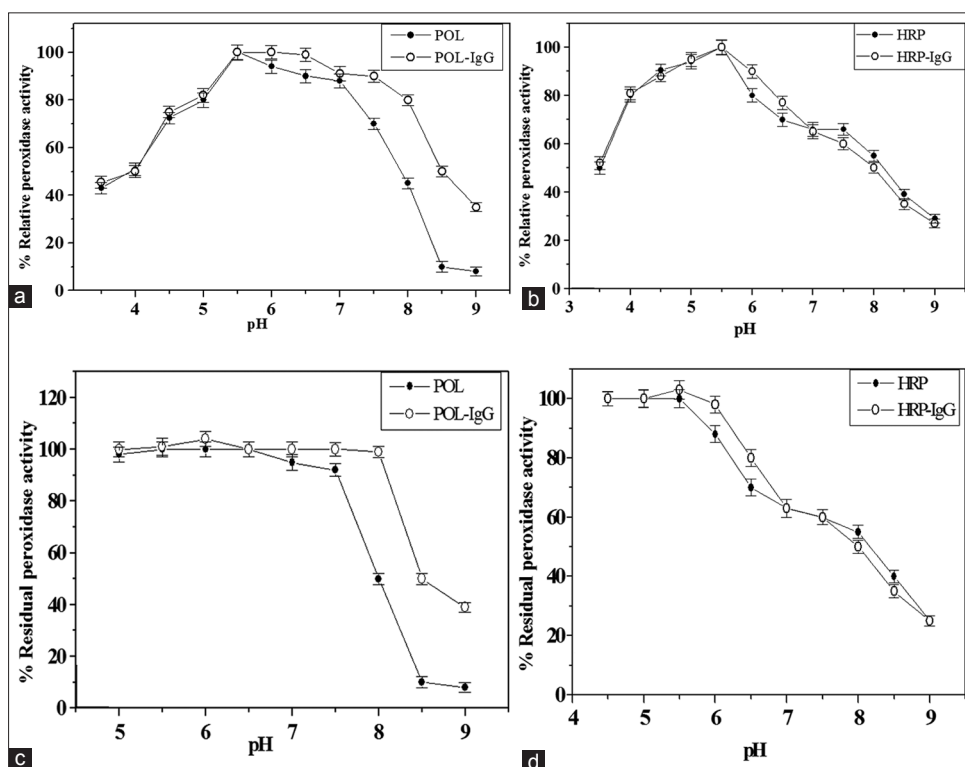 POL
POL-IgG
% Relative peroxidase activity
100
80
60
40
20
0
4 5 6 7 8 9
pH
a
HRP
HRP-IgG
% Relative peroxidase activity
100
80
60
40
20
0
3 4 5 6 7 8 9
pH
b
POL
POL-IgG
% Residual peroxidase activity
120
100
80
60
40
20
0
5 6 7 8 9
pH
c
HRP
HRP-IgG
% Residual peroxidase activity
100
80
60
40
20
0
4 5 6 7 8 9
pH
d